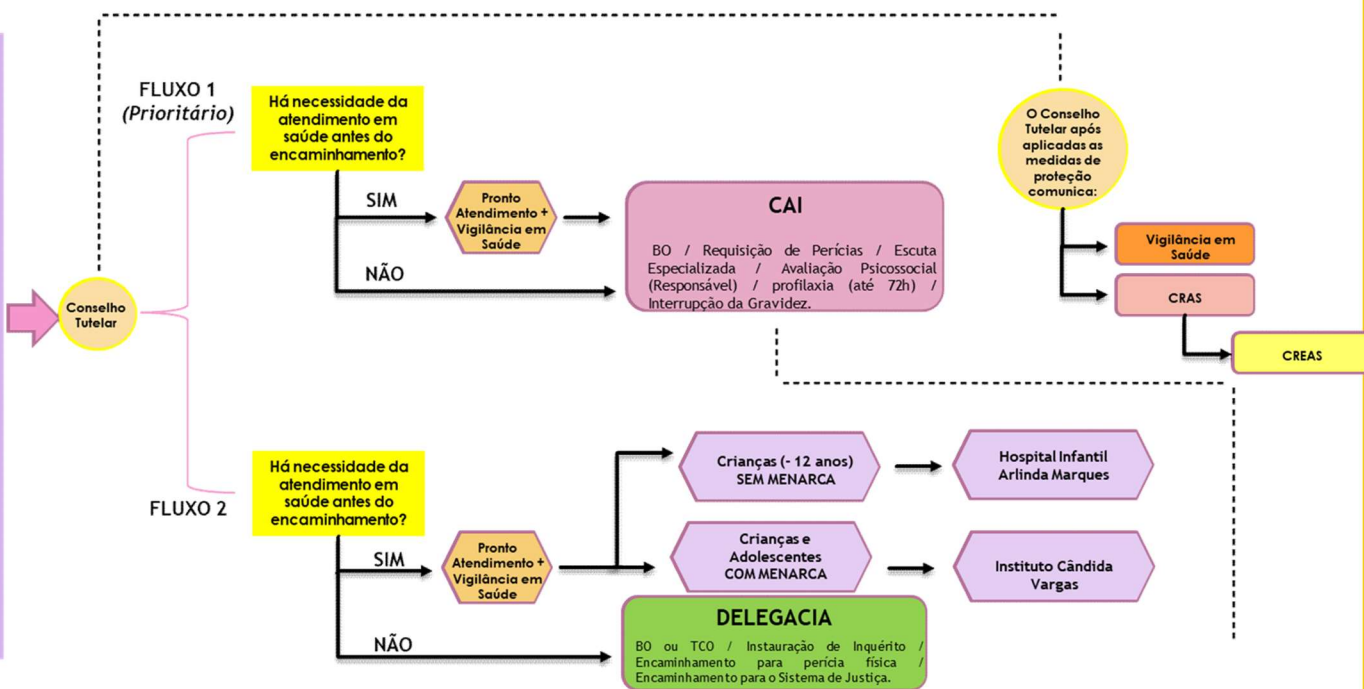 FLUXO 1
(Prioritário)
Há necessidade da
atendimento em
saúde antes do
encaminhamento?
SIM
Pronto
Atendimento +
Vigilância em
Saúde
NÃO
CAI
BO / Requisição de Perícias / Escuta
Especializada / Avaliação Psicossocial
(Responsável) / profilaxia (até 72h) /
Interrupção da Gravidez.
O Conselho
Tutelar após
aplicadas as
medidas de
proteção
comunica:
Vigilância em
Saúde
CRAS
CREAS
Conselho
Tutelar
FLUXO 2
Há necessidade da
atendimento em
saúde antes do
encaminhamento?
SIM
Pronto
Atendimento +
Vigilância em
Saúde
NÃO
Crianças (- 12 anos)
SEM MENARCA
Hospital Infantil
Arlinda Marques
Crianças e
Adolescentes
COM MENARCA
Instituto Cândida
Vargas
DELEGACIA
BO ou TCO / Instauração de Inquérito /
Encaminhamento para perícia física /
Encaminhamento para o Sistema de Justiça.